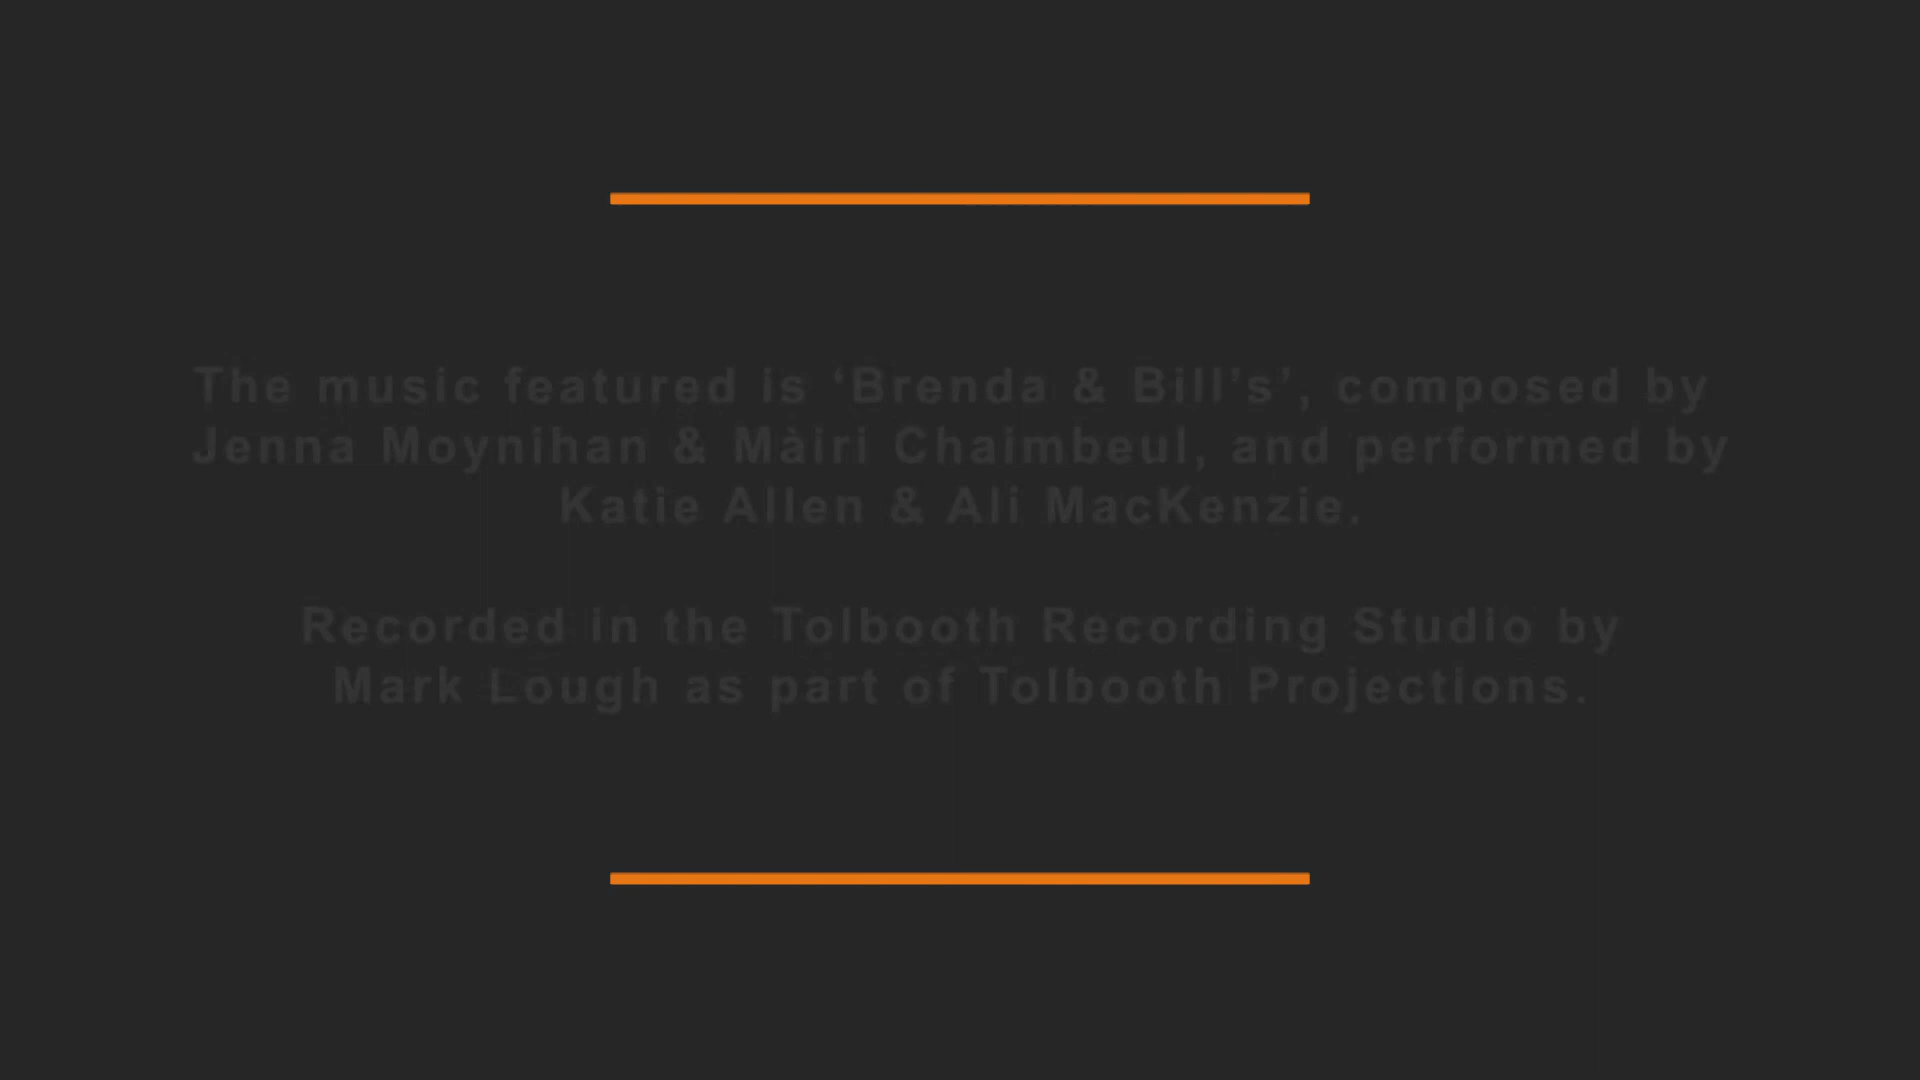 The music featured is ‘Brenda & Bill’s’, composed by
Jenna Moynihan & Màiri Chaimbeul, and performed by
Katie Allen & Ali MacKenzie.
Recorded in the Tolbooth Recording Studio by
Mark Lough as part of Tolbooth Projections.